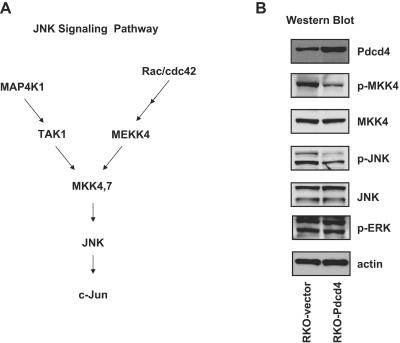 A
JNK Signaling Pathway
Rac/cdc42
MAP4K1
TAK1
MEKK4
MKK4,7
JNK
c-Jun
B
Western Blot
Pdcd4
p-MKK4
MKK4
p-JNK
JNK
p-ERK
actin
RKO-vector
RKO-Pdcd4